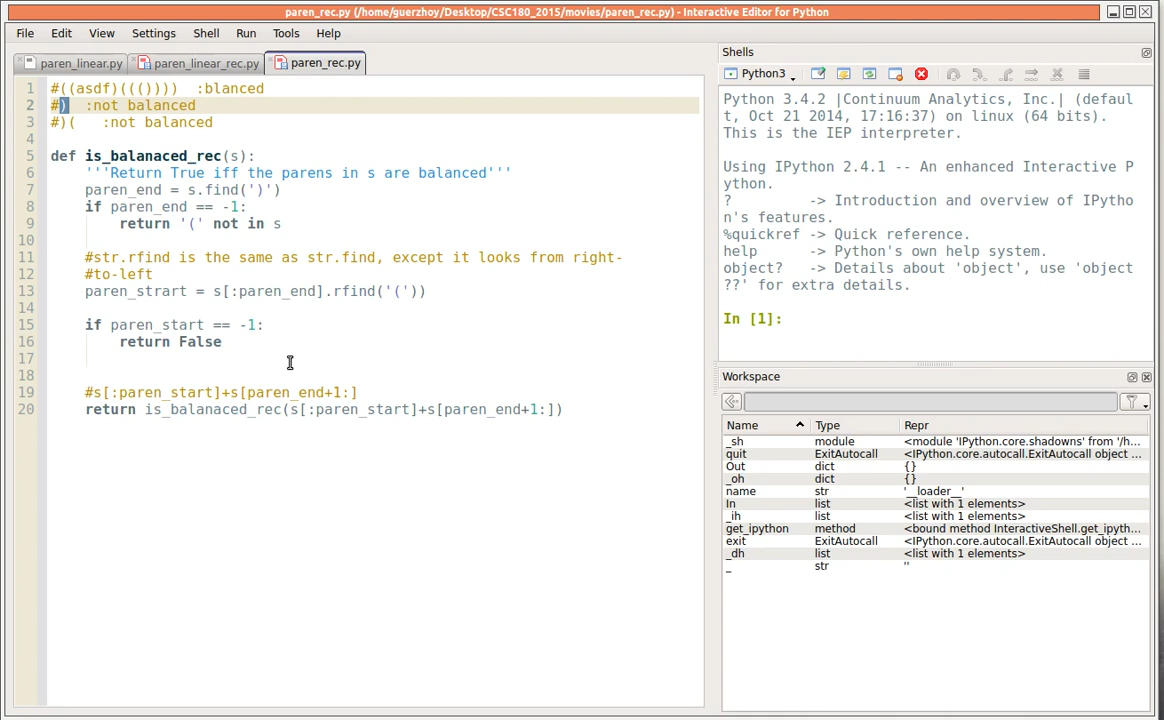 paren_rec.py (/home/guerzhoy/Desktop/CSC180_2015/movies/paren_rec.py) - Interactive Editor for Python
File Edit View Settings Shell Run Tools Help
paren_linear.py paren_linear_rec.py paren_rec.py
1 #((asdf)((()))) :blanced
2 #) :not balanced
3 #)( :not balanced
4
5 def is_balanaced_rec(s):
6 '''Return True iff the parens in s are balanced'''
7 paren_end = s.find(')')
8 if paren_end == -1:
9 return '(' not in s
10
11 #str.rfind is the same as str.find, except it looks from right-
12 #to-left
13 paren_strart = s[:paren_end].rfind('('))
14
15 if paren_start == -1:
16 return False
17
18
19 #s[:paren_start]+s[paren_end+1:]
20 return is_balanaced_rec(s[:paren_start]+s[paren_end+1:])
Shells
Python3
Python 3.4.2 |Continuum Analytics, Inc.| (defaul
t, Oct 21 2014, 17:16:37) on linux (64 bits).
This is the IEP interpreter.
Using IPython 2.4.1 -- An enhanced Interactive P
ython.
? -> Introduction and overview of IPytho
n's features.
%quickref -> Quick reference.
help -> Python's own help system.
object? -> Details about 'object', use 'object
??' for extra details.
In [1]:
Workspace
Name Type Repr
_sh module <module 'IPython.core.shadowns' from '/h...
quit ExitAutocall <IPython.core.autocall.ExitAutocall object ...
Out dict {}
_oh dict {}
name str '__loader__'
In list <list with 1 elements>
_ih list <list with 1 elements>
get_ipython method <bound method InteractiveShell.get_ipyth...
exit ExitAutocall <IPython.core.autocall.ExitAutocall object ...
_dh list <list with 1 elements>
_ str ''